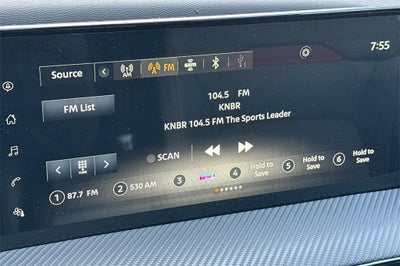 7:55
Source
AM
FM
sxm
FM List
104.5 FM
KNBR
KNBR 104.5 FM The Sports Leader
SCAN
1 87.7 FM
2 530 AM
3
4 Hold to Save
5 Hold to Save
6 Hold to Save